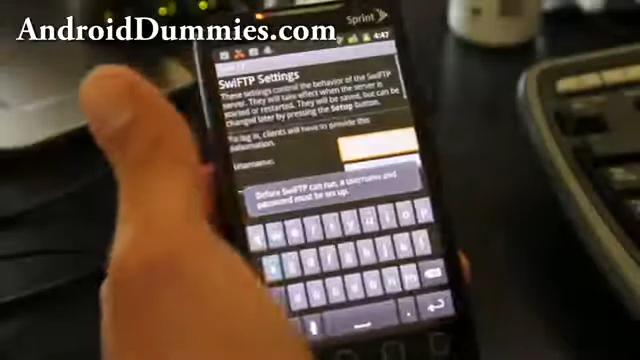 AndroidDummies.com
Sprint
4:47
SwiFTP Settings
These settings control the behavior of the SwiFTP
server. They will take effect when the server is
started or restarted. They will be saved, but can be
changed later by pressing the Setup button.
To log in, clients will have to provide this
information.
Username:
Before SwiFTP can run, a username and
password must be set up.